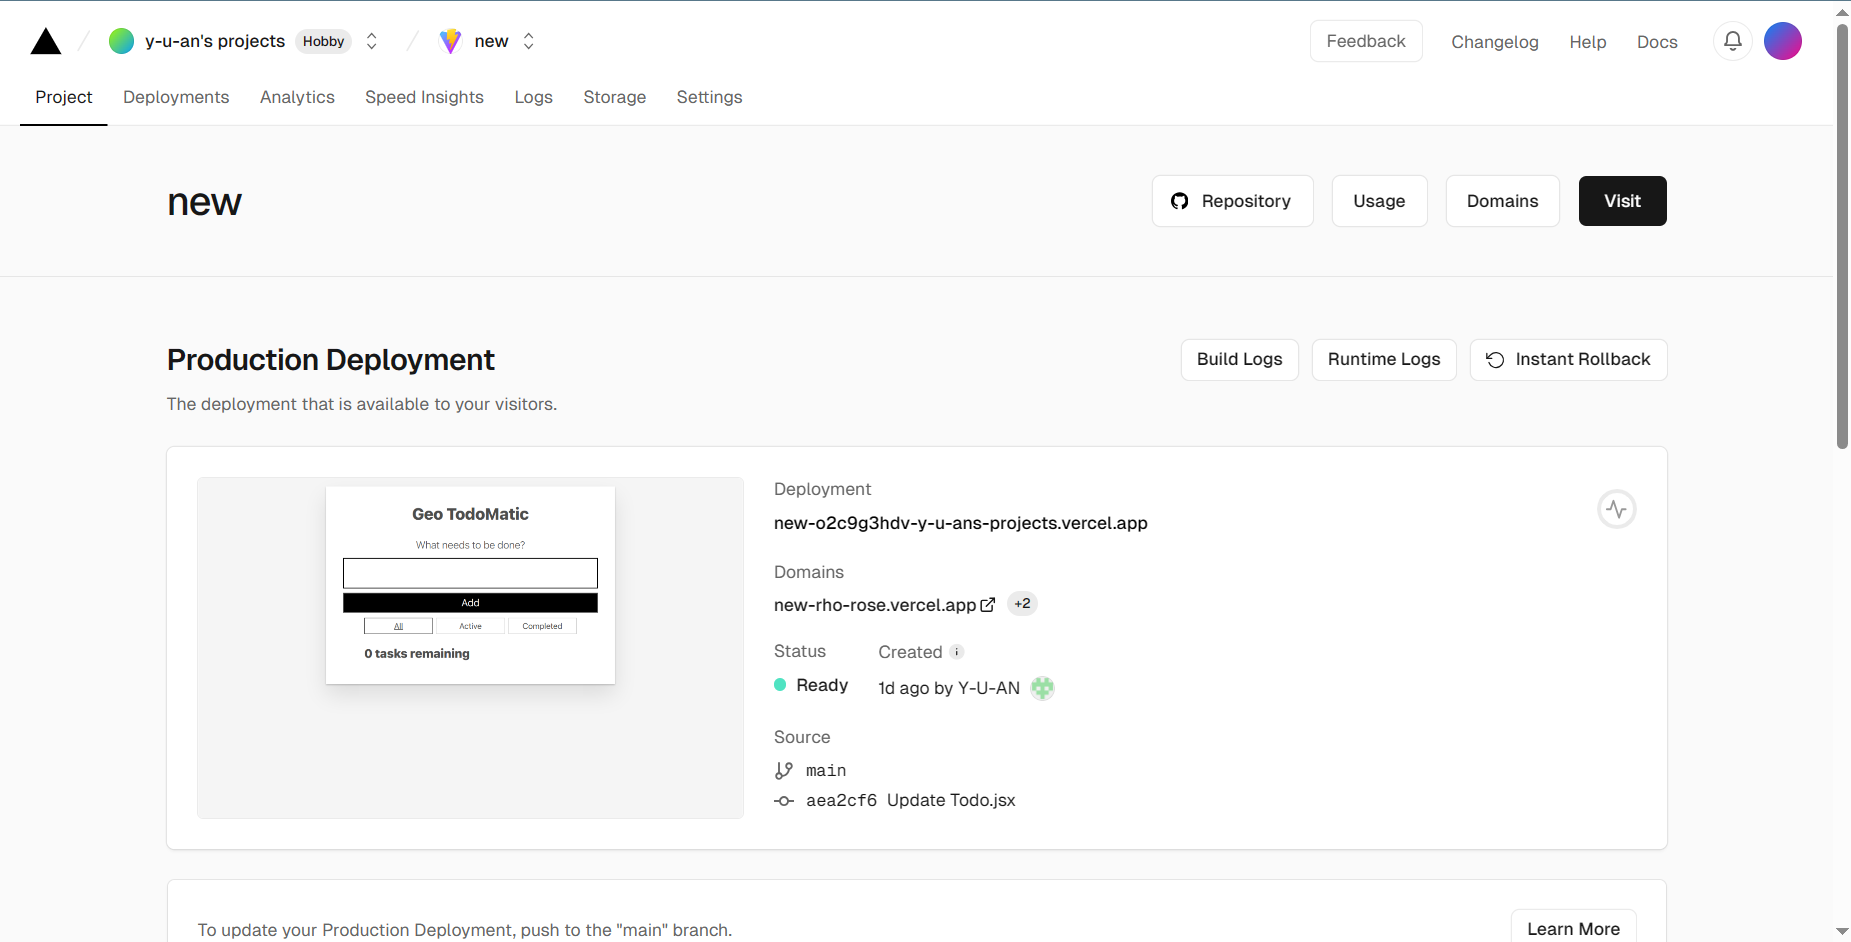 y-u-an's projects Hobby new Feedback Changelog Help Docs
Project Deployments Analytics Speed Insights Logs Storage Settings
new Repository Usage Domains Visit
Production Deployment Build Logs Runtime Logs Instant Rollback
The deployment that is available to your visitors.
Geo TodoMatic
What needs to be done?
Add
All Active Completed
0 tasks remaining
Deployment
new-o2c9g3hdv-y-u-ans-projects.vercel.app
Domains
new-rho-rose.vercel.app +2
Status Created
Ready 1d ago by Y-U-AN
Source
main
aea2cf6 Update Todo.jsx
To update your Production Deployment, push to the "main" branch. Learn More